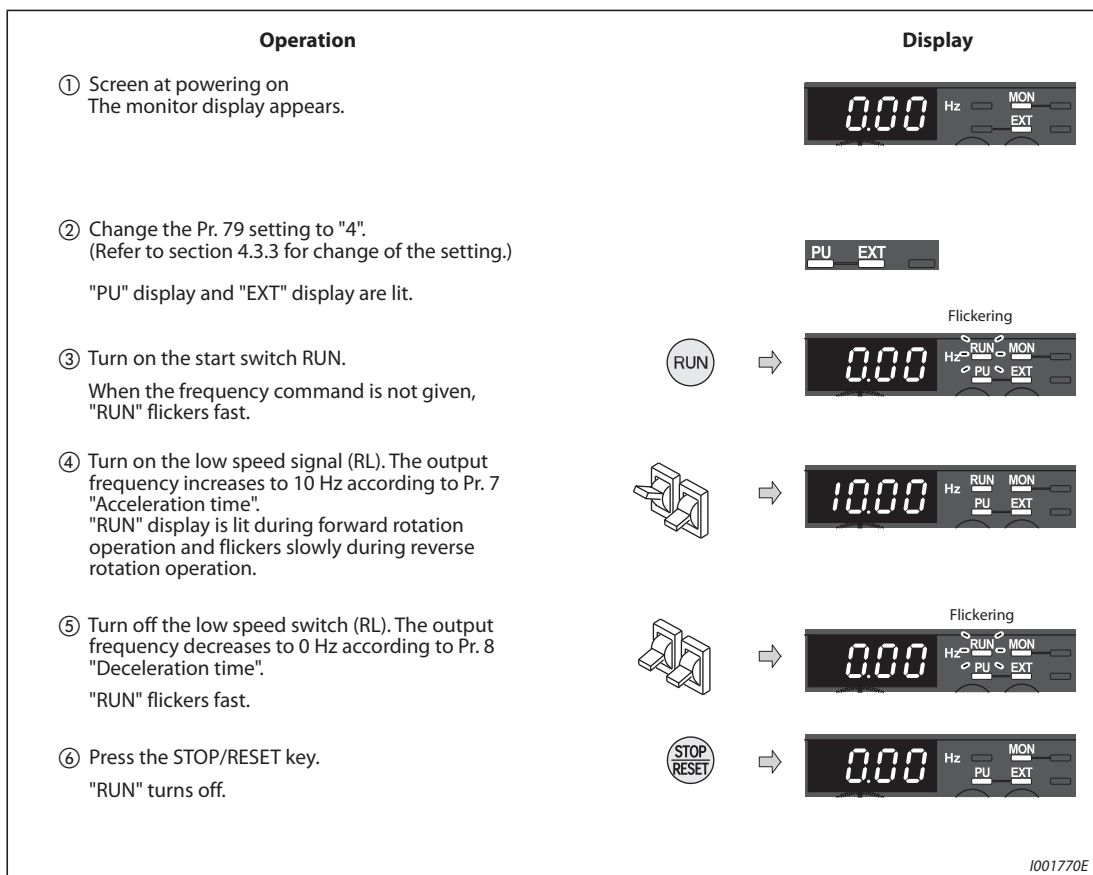 Operation
Display
① Screen at powering on
The monitor display appears.
0.00 Hz MON
EXT
② Change the Pr. 79 setting to "4".
(Refer to section 4.3.3 for change of the setting.)
"PU" display and "EXT" display are lit.
PU EXT
Flickering
③ Turn on the start switch RUN.
When the frequency command is not given,
"RUN" flickers fast.
RUN
0.00 Hz RUN MON
PU EXT
④ Turn on the low speed signal (RL). The output
frequency increases to 10 Hz according to Pr. 7
"Acceleration time".
"RUN" display is lit during forward rotation
operation and flickers slowly during reverse
rotation operation.
10.00 Hz RUN MON
PU EXT
⑤ Turn off the low speed switch (RL). The output
frequency decreases to 0 Hz according to Pr. 8
"Deceleration time".
"RUN" flickers fast.
Flickering
0.00 Hz RUN MON
PU EXT
⑥ Press the STOP/RESET key.
"RUN" turns off.
STOP
RESET
0.00 Hz MON
PU EXT
I001770E